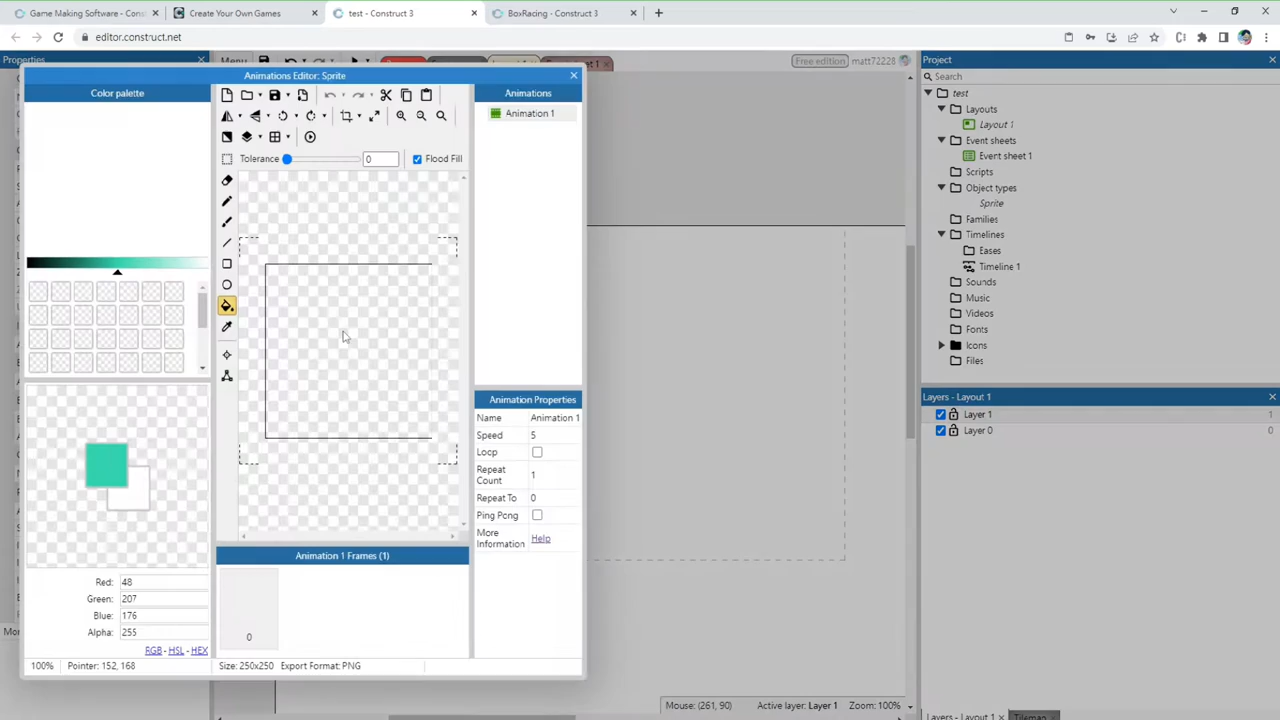 Game Making Software - Const
Create Your Own Games
test - Construct 3
BoxRacing - Construct 3
editor.construct.net
Properties
Menu
Free edition
matt72228
Project
Animations Editor: Sprite
Color palette
Animations
Search
Animation 1
test
Layouts
Layout 1
Event sheets
Event sheet 1
Tolerance
0
Flood Fill
Scripts
Object types
Sprite
Families
Timelines
Eases
Timeline 1
Sounds
Music
Videos
Fonts
Icons
Files
Animation Properties
Layers - Layout 1
Name Animation 1
Layer 1 1
Speed 5
Layer 0 0
Loop
Repeat Count 1
Repeat To 0
Ping Pong
More Information Help
Animation 1 Frames (1)
0
Red: 48
Green: 207
Blue: 176
Alpha: 255
RGB - HSL - HEX
100% Pointer: 152, 168 Size: 250x250 Export Format: PNG
Mouse: (261, 90) Active layer: Layer 1 Zoom: 100%
Layers - Layout 1
Tilemap